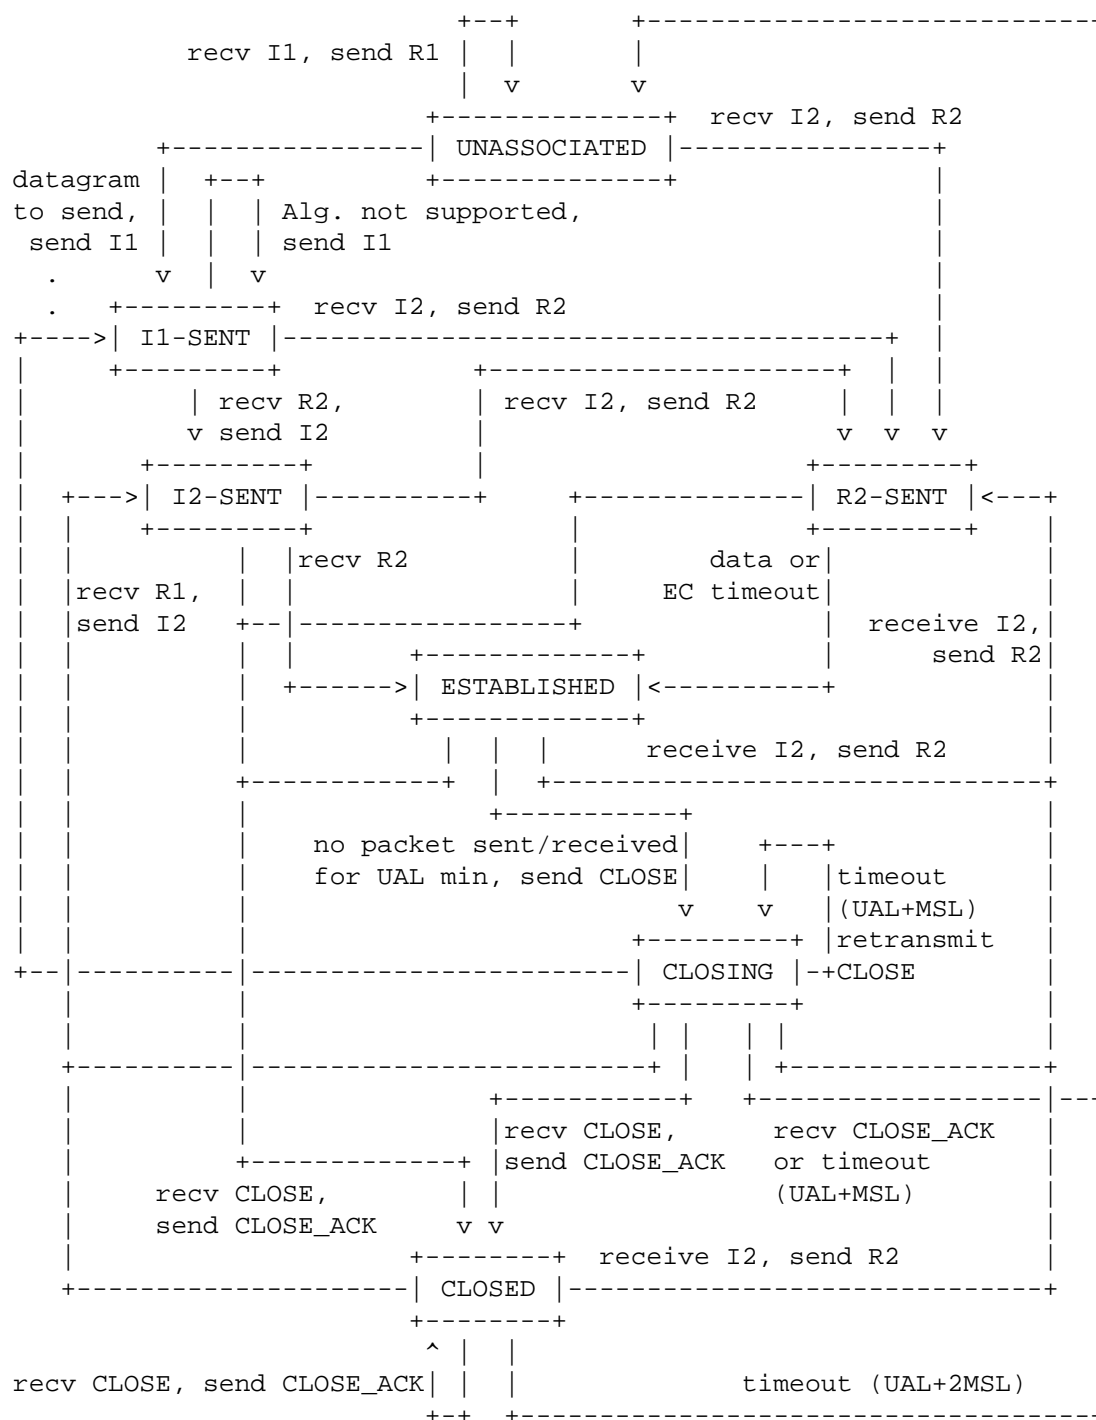 recv I1, send R1
recv I2, send R2
UNASSOCIATED
datagram
to send,
Alg. not supported,
send I1
send I1
recv I2, send R2
I1-SENT
recv R2,
recv I2, send R2
send I2
I2-SENT
R2-SENT
recv R2
data or
recv R1,
EC timeout
send I2
receive I2,
send R2
ESTABLISHED
receive I2, send R2
no packet sent/received
for UAL min, send CLOSE
timeout
(UAL+MSL)
retransmit
CLOSING
CLOSE
recv CLOSE,
send CLOSE_ACK
recv CLOSE_ACK
or timeout
(UAL+MSL)
recv CLOSE,
send CLOSE_ACK
receive I2, send R2
CLOSED
recv CLOSE, send CLOSE_ACK
timeout (UAL+2MSL)